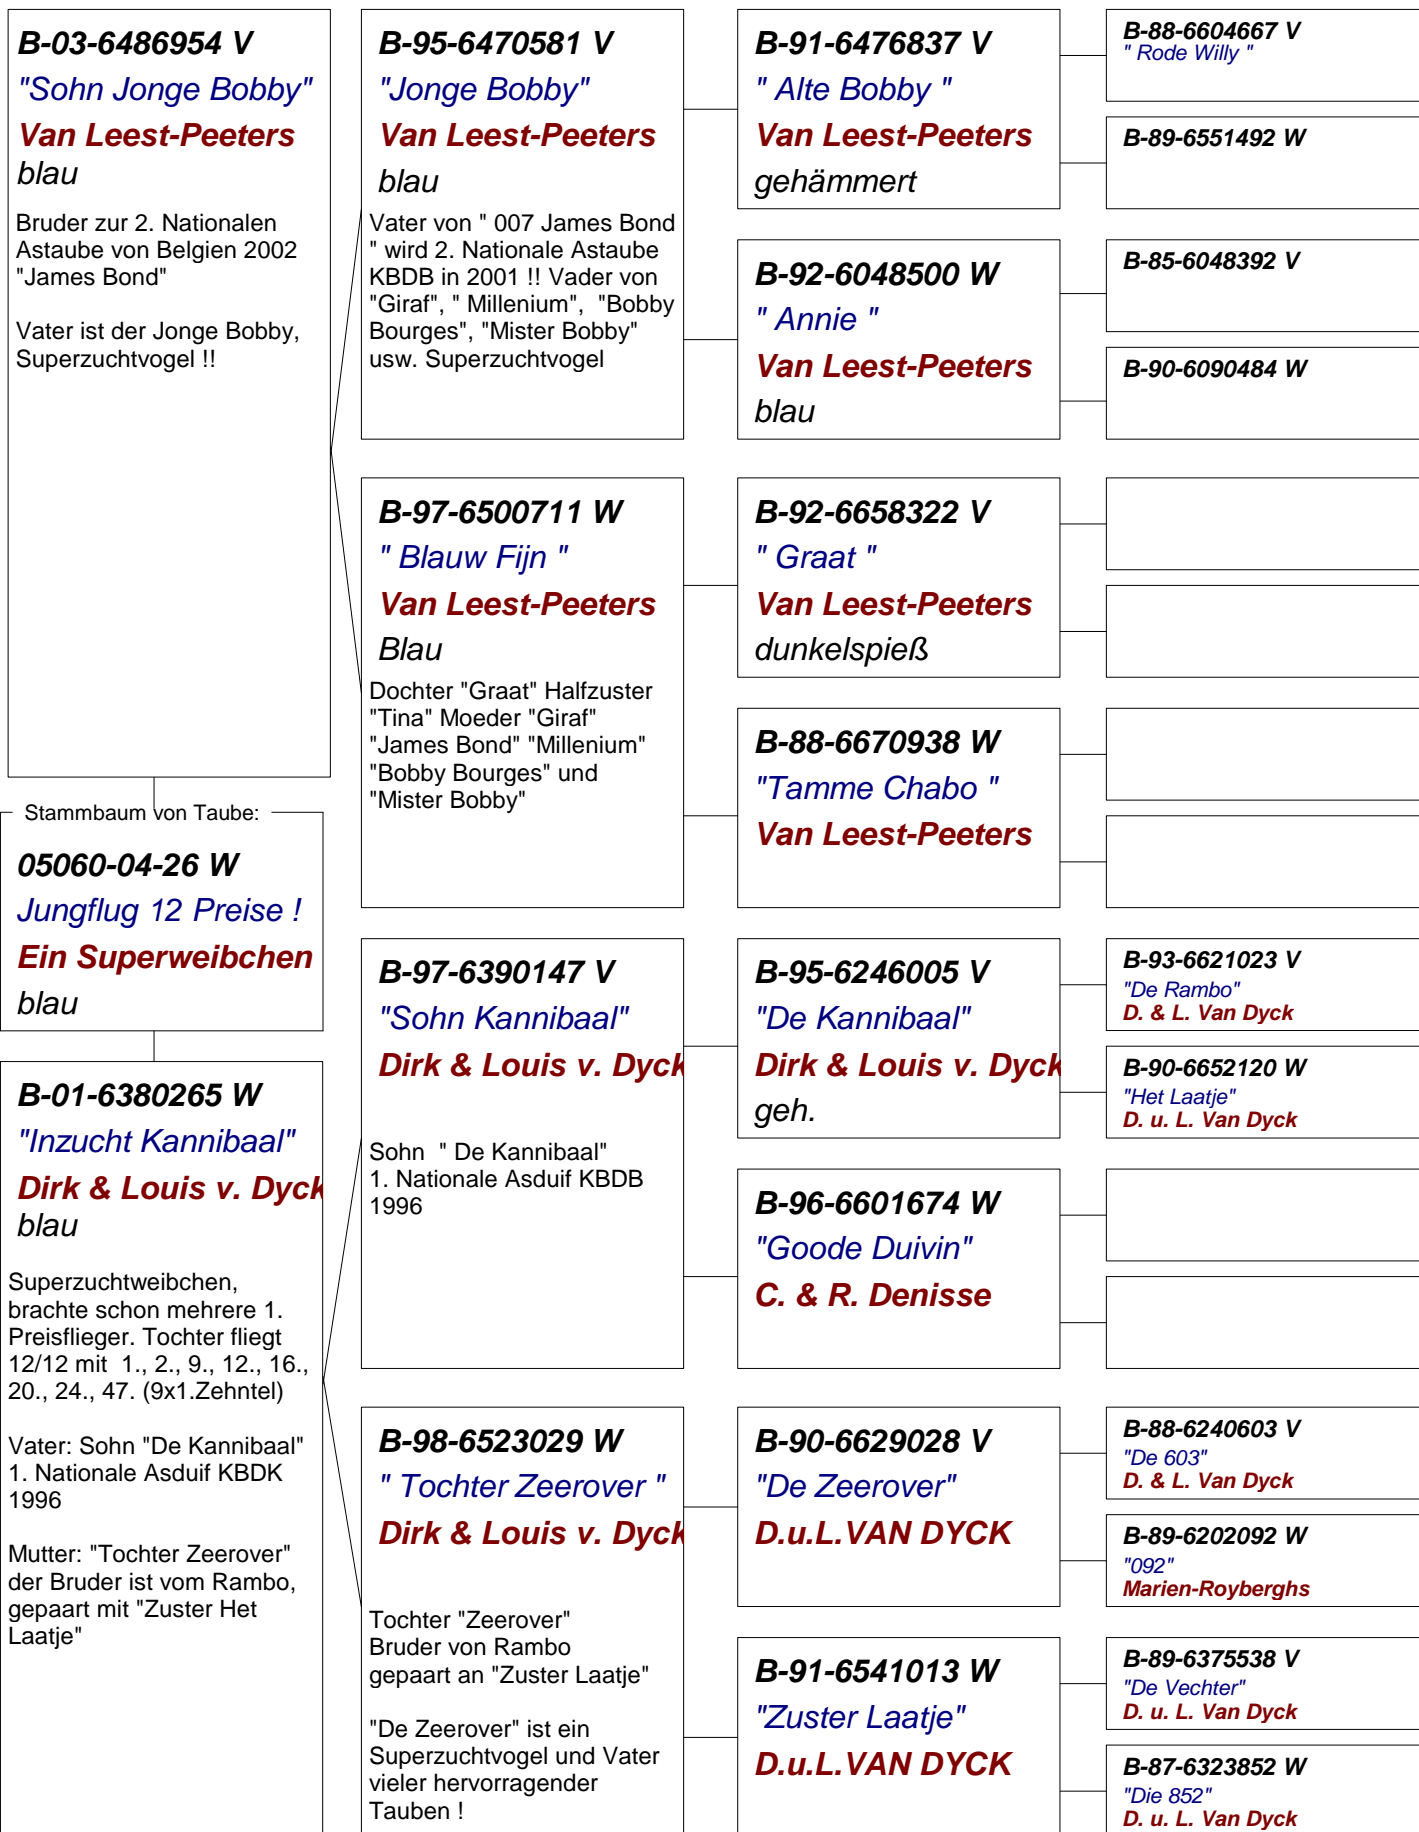 B-03-6486954 V
"Sohn Jonge Bobby"
Van Leest-Peeters
blau
Bruder zur 2. Nationalen
Astaube von Belgien 2002
"James Bond"
Vater ist der Jonge Bobby,
Superzuchtvogel !!
Stammbaum von Taube:
05060-04-26 W
Jungflug 12 Preise !
Ein Superweibchen
blau
B-01-6380265 W
"Inzucht Kannibaal"
Dirk & Louis v. Dyck
blau
Superzuchtweibchen,
brachte schon mehrere 1.
Preisflieger. Tochter fliegt
12/12 mit  1., 2., 9., 12., 16.,
20., 24., 47. (9x1.Zehntel)
Vater: Sohn "De Kannibaal"
1. Nationale Asduif KBDK
1996
Mutter: "Tochter Zeerover"
der Bruder ist vom Rambo,
gepaart mit "Zuster Het
Laatje"
B-95-6470581 V
"Jonge Bobby"
Van Leest-Peeters
blau
Vater von " 007 James Bond
" wird 2. Nationale Astaube
KBDB in 2001 !! Vader von
"Giraf", " Millenium",  "Bobby
Bourges", "Mister Bobby"
usw. Superzuchtvogel
B-97-6500711 W
" Blauw Fijn "
Van Leest-Peeters
Blau
Dochter "Graat" Halfzuster
"Tina" Moeder "Giraf"
"James Bond" "Millenium"
"Bobby Bourges" und
"Mister Bobby"
B-97-6390147 V
"Sohn Kannibaal"
Dirk & Louis v. Dyck
Sohn  " De Kannibaal"
1. Nationale Asduif KBDB
1996
B-98-6523029 W
" Tochter Zeerover "
Dirk & Louis v. Dyck
Tochter "Zeerover"
Bruder von Rambo
gepaart an "Zuster Laatje"
"De Zeerover" ist ein
Superzuchtvogel und Vater
vieler hervorragender
Tauben !
B-91-6476837 V
" Alte Bobby "
Van Leest-Peeters
gehämmert
B-92-6048500 W
" Annie "
Van Leest-Peeters
blau
B-92-6658322 V
" Graat "
Van Leest-Peeters
dunkelspieß
B-88-6670938 W
"Tamme Chabo "
Van Leest-Peeters
B-95-6246005 V
"De Kannibaal"
Dirk & Louis v. Dyck
geh.
B-96-6601674 W
"Goode Duivin"
C. & R. Denisse
B-90-6629028 V
"De Zeerover"
D.u.L.VAN DYCK
B-91-6541013 W
"Zuster Laatje"
D.u.L.VAN DYCK
B-88-6604667 V
" Rode Willy "
B-89-6551492 W
B-85-6048392 V
B-90-6090484 W
B-93-6621023 V
"De Rambo"
D. & L. Van Dyck
B-90-6652120 W
"Het Laatje"
D. u. L. Van Dyck
B-88-6240603 V
"De 603"
D. & L. Van Dyck
B-89-6202092 W
"092"
Marien-Royberghs
B-89-6375538 V
"De Vechter"
D. u. L. Van Dyck
B-87-6323852 W
"Die 852"
D. u. L. Van Dyck